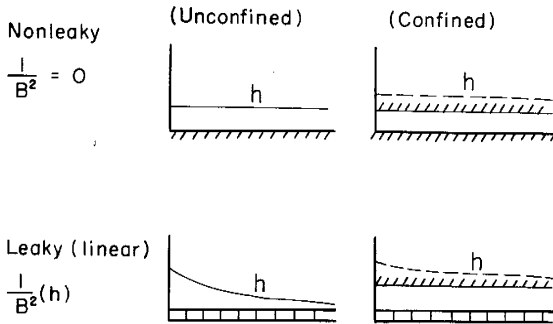 (Unconfined) (Confined)
Nonleaky
1/B² = 0
h h
Leaky (linear)
1/B² (h)
h h